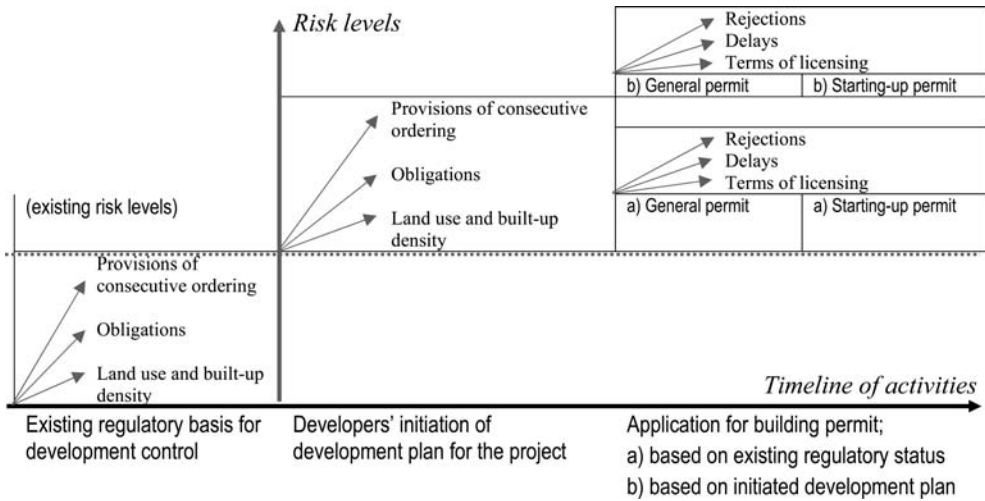 Risk levels
Rejections
Delays
Terms of licensing
b) General permit
b) Starting-up permit
Provisions of consecutive
ordering
Obligations
Land use and built-up
density
Rejections
Delays
Terms of licensing
a) General permit
a) Starting-up permit
(existing risk levels)
Provisions of
consecutive ordering
Obligations
Land use and built-up
density
Timeline of activities
Existing regulatory basis for
development control
Developers' initiation of
development plan for the project
Application for building permit;
a) based on existing regulatory status
b) based on initiated development plan